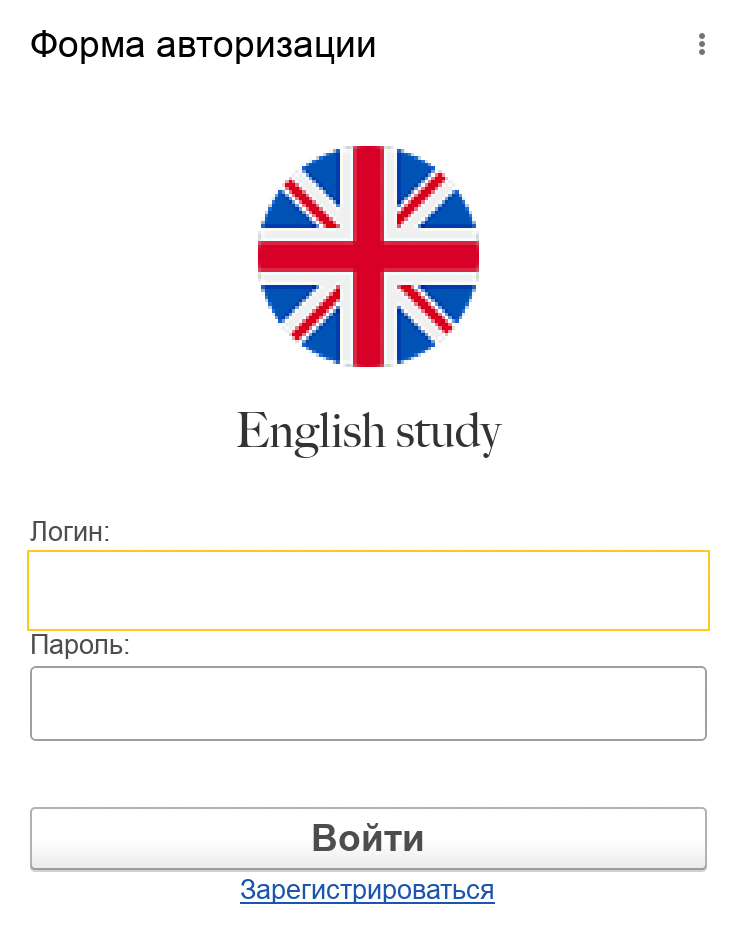 Форма авторизации
English study
Логин:
Пароль:
Войти
Зарегистрироваться